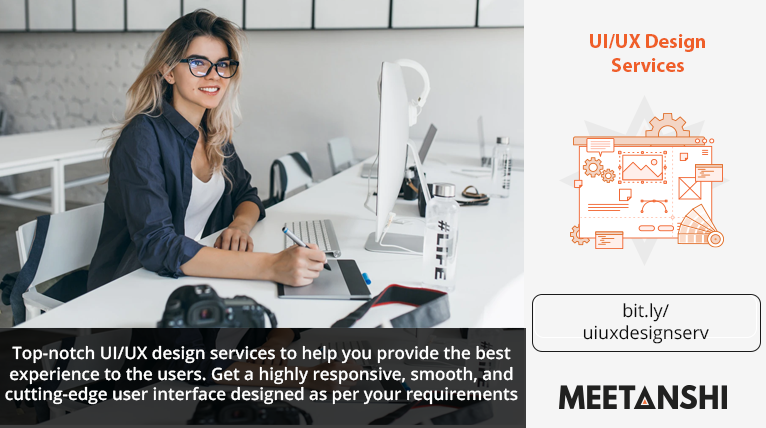 UI/UX Design
Services
#LIFE
bit.ly/
uiuxdesignserv
Top-notch UI/UX design services to help you provide the best
experience to the users. Get a highly responsive, smooth, and
cutting-edge user interface designed as per your requirements
MEETANSHI